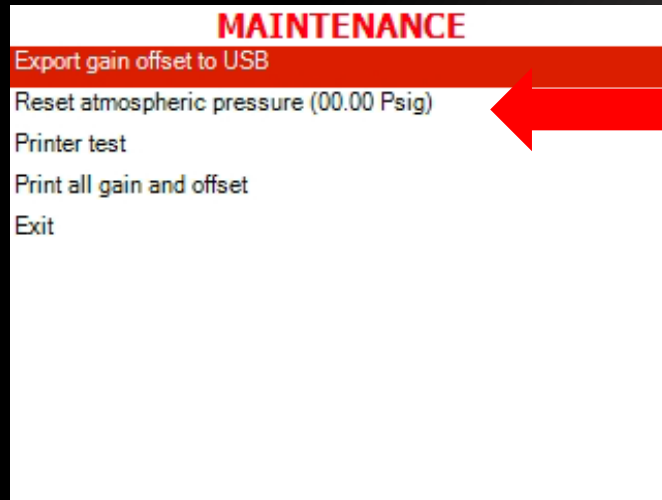 MAINTENANCE
Export gain offset to USB
Reset atmospheric pressure (00.00 Psig)
Printer test
Print all gain and offset
Exit